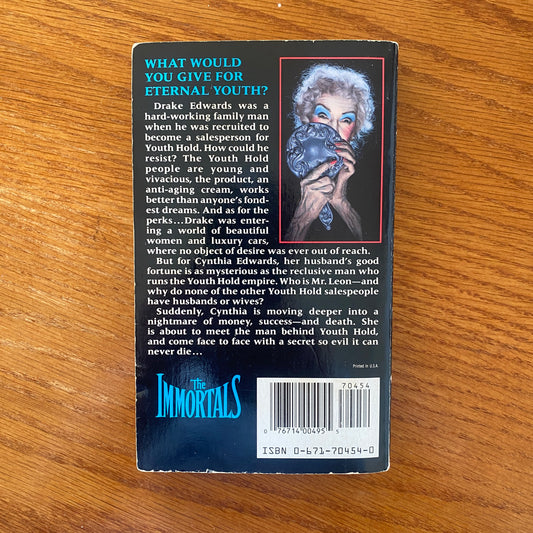 WHAT WOULD
YOU GIVE FOR
ETERNAL YOUTH?
Drake Edwards was a
hard-working family man
when he was recruited to
become a salesperson for
Youth Hold. How could he
resist? The Youth Hold
people are young and
vivacious, the product, an
anti-aging cream, works
better than anyone's fond-
est dreams. And as for the
perks...Drake was enter-
ing a world of beautiful
women and luxury cars,
where no object of desire was ever out of reach.
But for Cynthia Edwards, her husband's good
fortune is as mysterious as the reclusive man who
runs the Youth Hold empire. Who is Mr. Leon—and
why do none of the other Youth Hold salespeople
have husbands or wives?
Suddenly, Cynthia is moving deeper into a
nightmare of money, success—and death. She
is about to meet the man behind Youth Hold,
and come face to face with a secret so evil it can
never die...
Printed in U.S.A.
The
IMMORTALS
70454
0 76714 00495 5
ISBN 0-671-70454-0